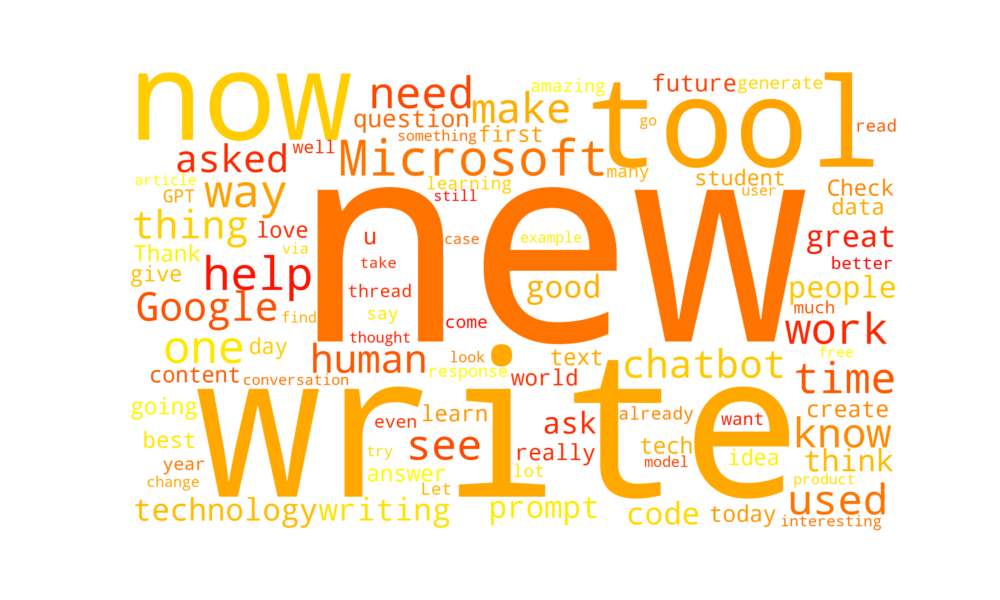 now
need
make
amazing
tool
future
generate
question
something
first
go
read
asked
well
Microsoft
many
student
user
article
GPT
way
learning
still
Check
data
thing
love
u
new
case
example
great
Thank
via
take
better
give
help
thread
good
people
Google
find
say
come
much
thought
work
one
day
human
look
text
chatbot
free
content
conversation
response
world
time
going
write
learn
even
see
ask
already
want
create
know
best
try
really
tech
idea
think
year
answer
lot
model
change
Let
product
technology
writing
prompt
code
today
used
interesting